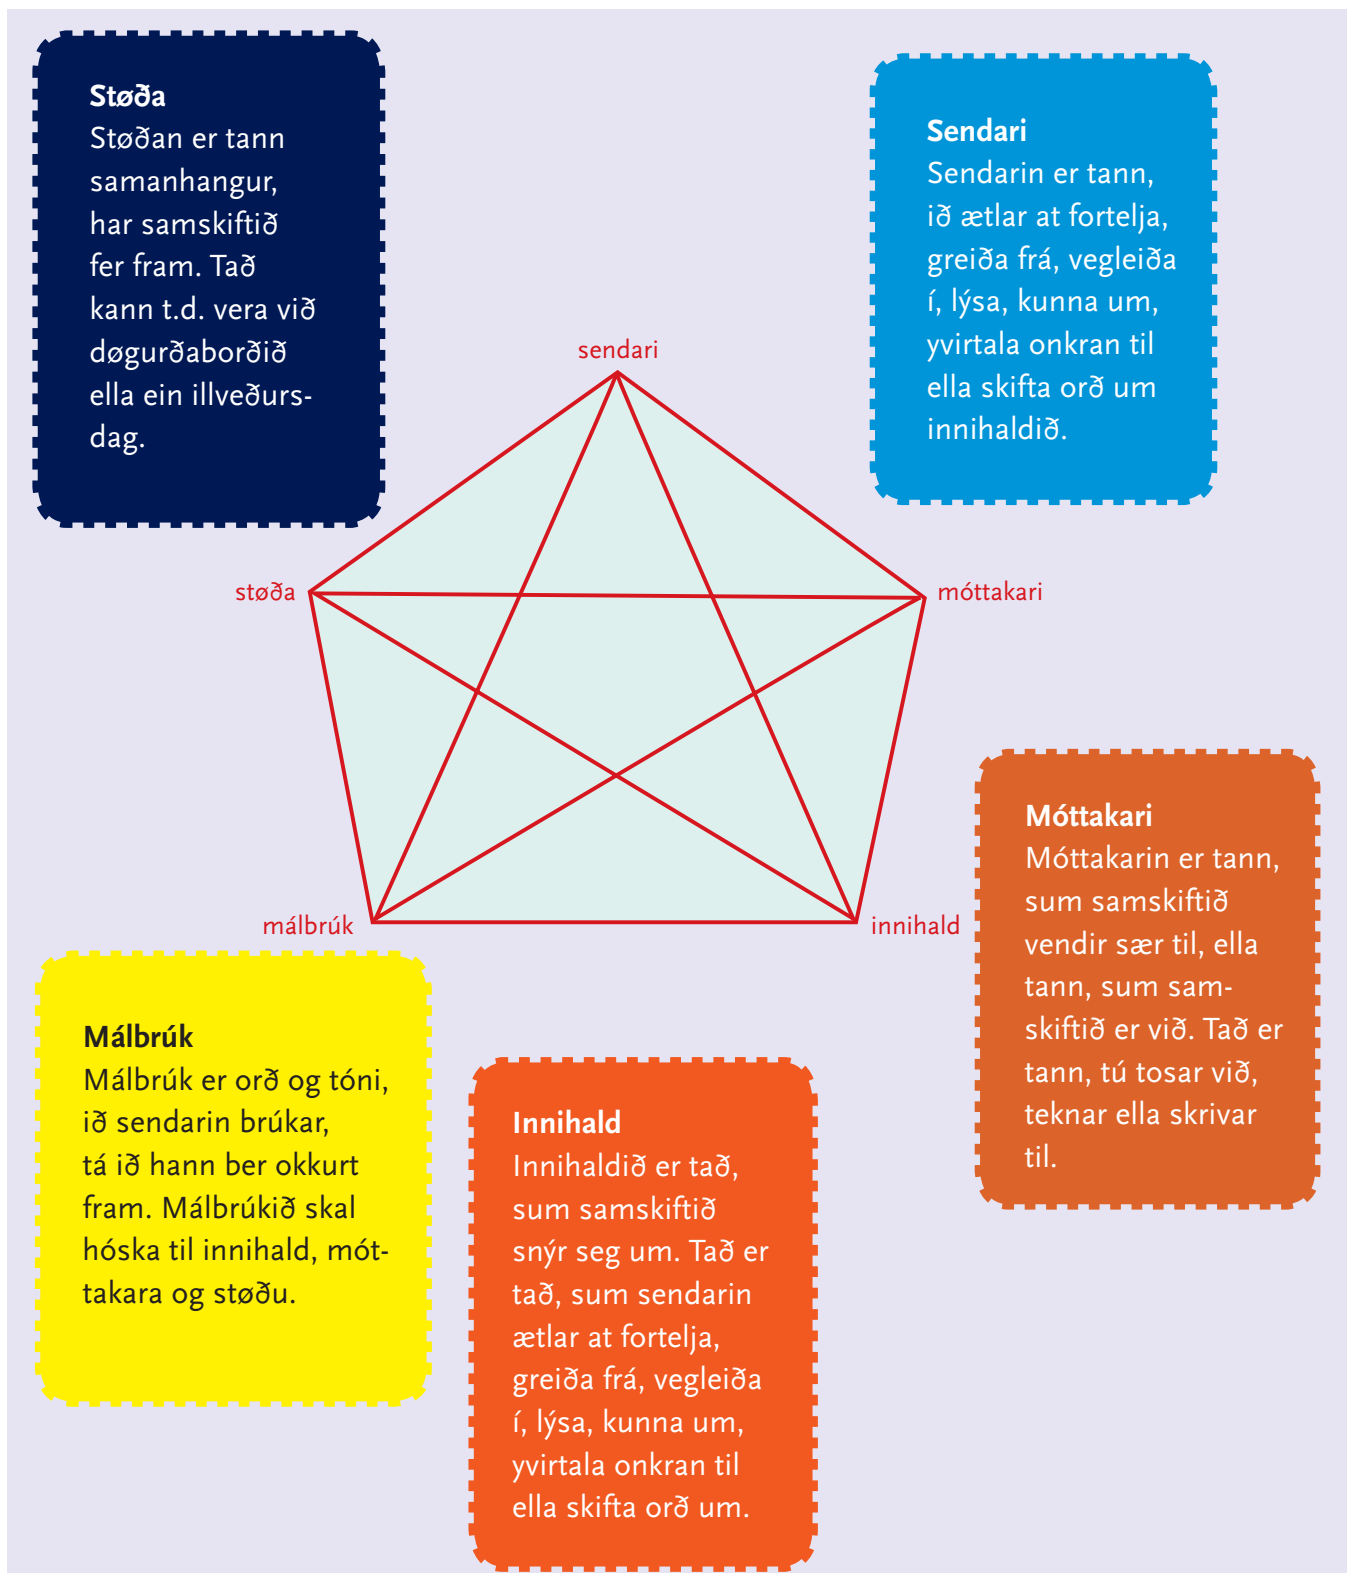 Støða
Støðan er tann
samanhangur,
har samskiftið
fer fram. Tað
kann t.d. vera við
døgurðaborðið
ella ein illveðurs-
dag.
Sendari
Sendarin er tann,
ið ætlar at fortelja,
greiða frá, vegleiða
í, lýsa, kunna um,
yvirtala onkran til
ella skifta orð um
innihaldið.
sendari
støða
móttakari
málbrúk
innihald
Móttakari
Móttakarin er tann,
sum samskiftið
vendir sær til, ella
tann, sum sam-
skiftið er við. Tað er
tann, tú tosar við,
teknar ella skrivar
til.
Málbrúk
Málbrúk er orð og tóni,
ið sendarin brúkar,
tá ið hann ber okkurt
fram. Málbrúkið skal
hóska til innihald, mót-
takara og støðu.
Innihald
Innihaldið er tað,
sum samskiftið
snýr seg um. Tað er
tað, sum sendarin
ætlar at fortelja,
greiða frá, vegleiða
í, lýsa, kunna um,
yvirtala onkran til
ella skifta orð um.